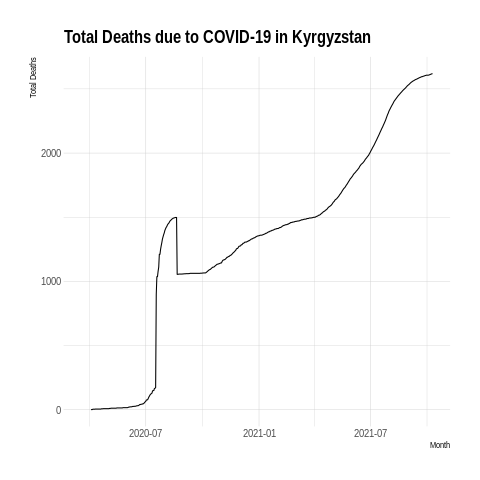 Total Deaths due to COVID-19 in Kyrgyzstan
Total Deaths
2000
1000
0
2020-07 2021-01 2021-07
Month